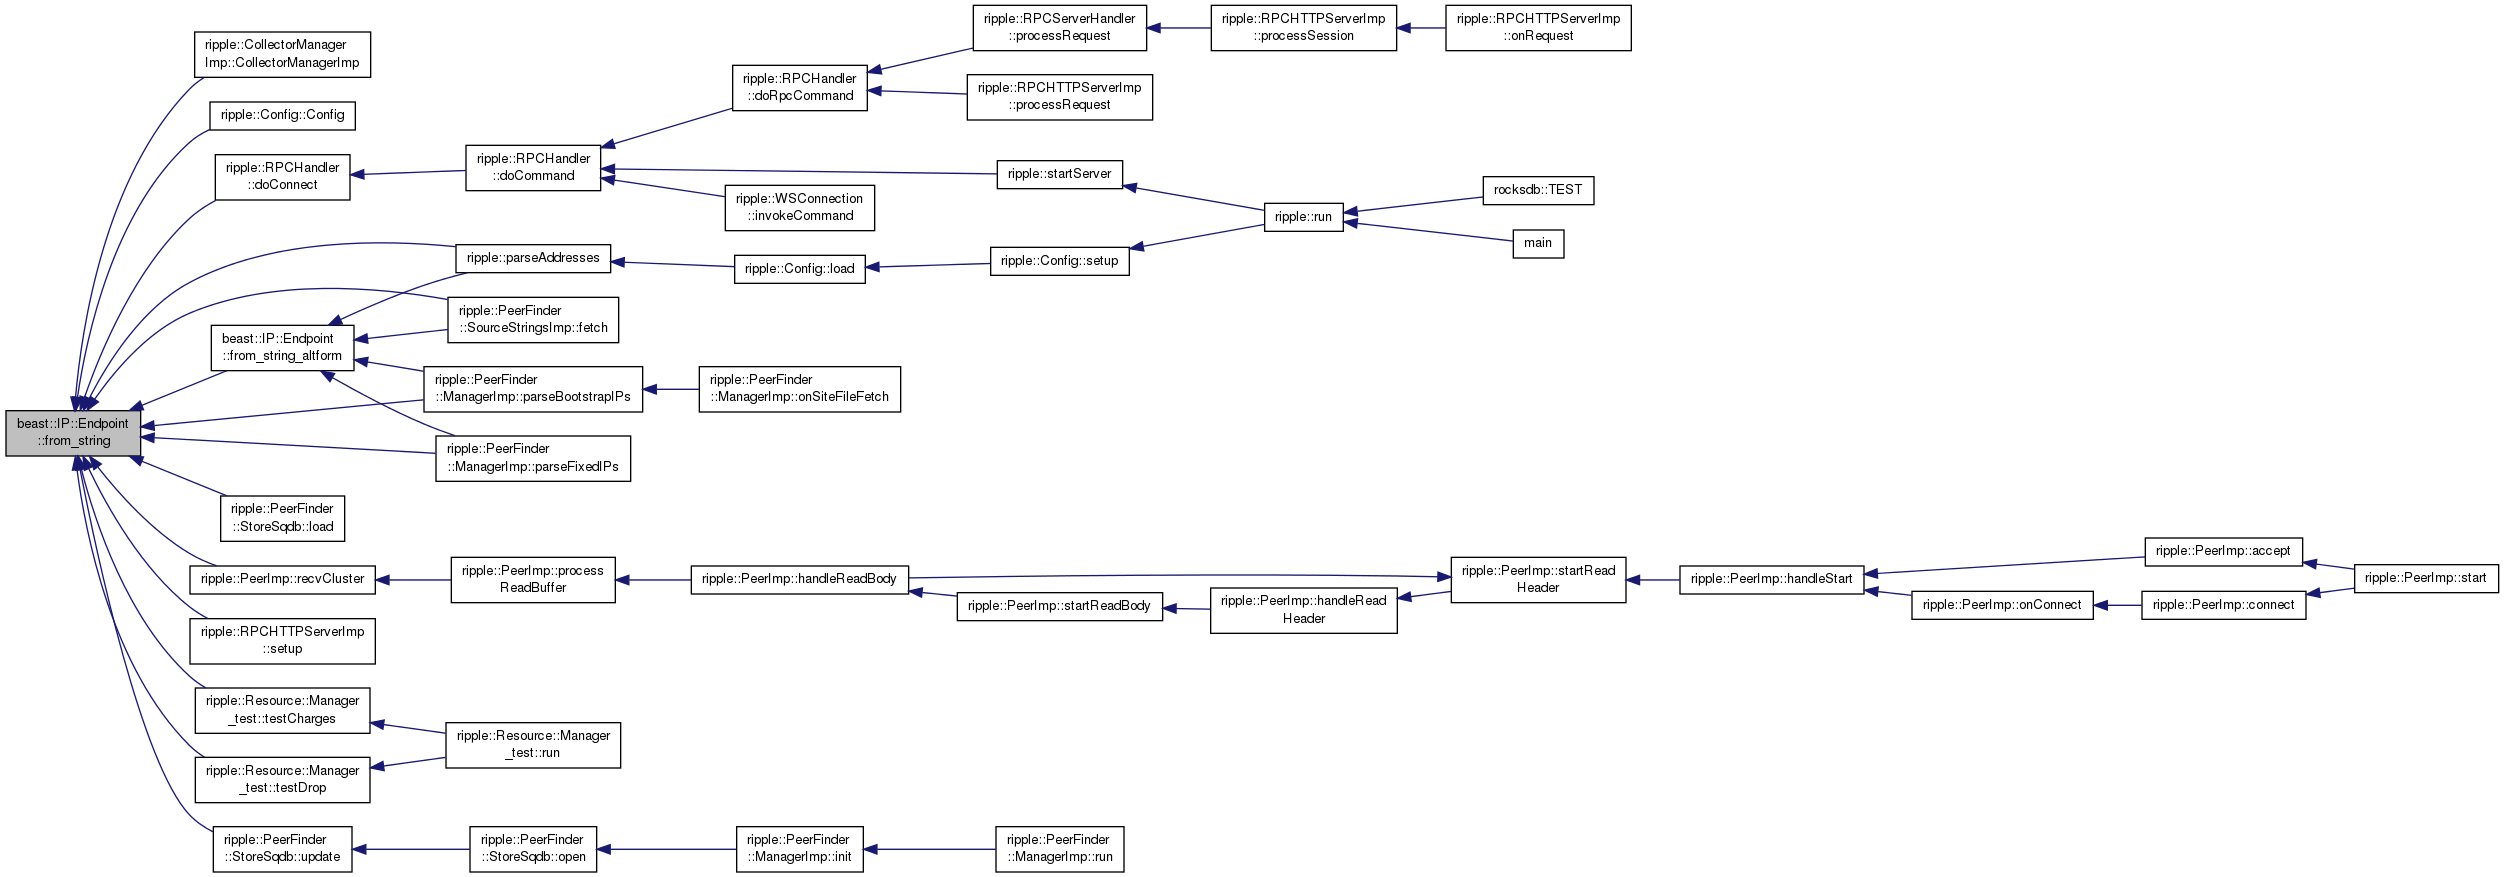 ripple::RPCServerHandler
::processRequest
ripple::RPCHTTPServerImp
::processSession
ripple::RPCHTTPServerImp
::onRequest
ripple::CollectorManager
Imp::CollectorManagerImp
ripple::RPCHandler
::doRpcCommand
ripple::RPCHTTPServerImp
::processRequest
ripple::Config::Config
ripple::RPCHandler
::doConnect
ripple::RPCHandler
::doCommand
ripple::startServer
ripple::WSConnection
::invokeCommand
rocksdb::TEST
ripple::run
main
ripple::parseAddresses
ripple::Config::load
ripple::Config::setup
ripple::PeerFinder
::SourceStringsImp::fetch
beast::IP::Endpoint
::from_string_altform
ripple::PeerFinder
::ManagerImp::parseBootstrapIPs
ripple::PeerFinder
::ManagerImp::onSiteFileFetch
beast::IP::Endpoint
::from_string
ripple::PeerFinder
::ManagerImp::parseFixedIPs
ripple::PeerFinder
::StoreSqdb::load
ripple::PeerImp::recvCluster
ripple::PeerImp::process
ReadBuffer
ripple::PeerImp::handleReadBody
ripple::PeerImp::startReadBody
ripple::PeerImp::handleRead
Header
ripple::PeerImp::startRead
Header
ripple::PeerImp::handleStart
ripple::PeerImp::accept
ripple::PeerImp::onConnect
ripple::PeerImp::connect
ripple::PeerImp::start
ripple::RPCHTTPServerImp
::setup
ripple::Resource::Manager
_test::testCharges
ripple::Resource::Manager
_test::run
ripple::Resource::Manager
_test::testDrop
ripple::PeerFinder
::StoreSqdb::update
ripple::PeerFinder
::StoreSqdb::open
ripple::PeerFinder
::ManagerImp::init
ripple::PeerFinder
::ManagerImp::run